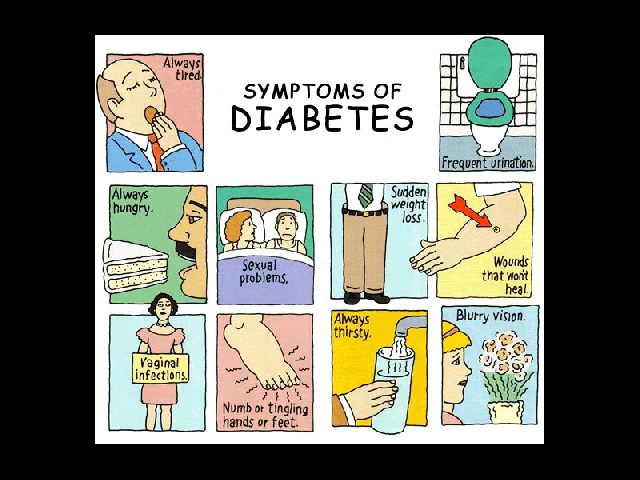 Always
tired.
SYMPTOMS OF
DIABETES
Frequent urination.
Always
hungry.
Sexual
problems.
Sudden
weight
loss.
Wounds
that won't
heal.
Vaginal
infections.
Numb or tingling
hands or feet.
Always
thirsty.
Blurry vision.